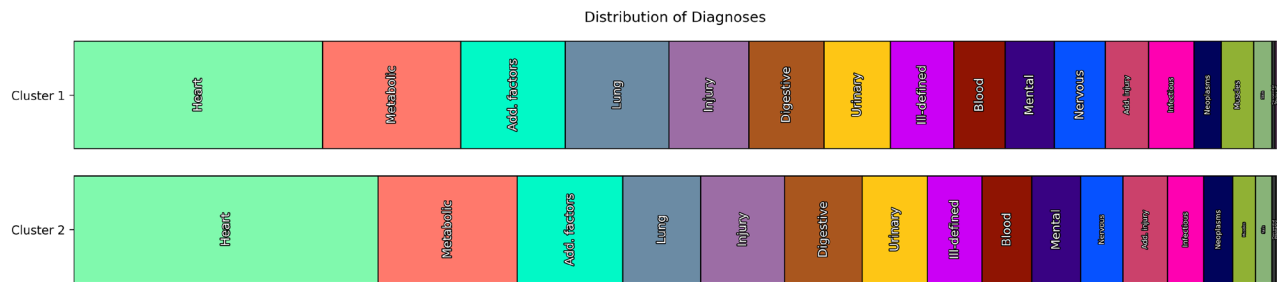 Distribution of Diagnoses
Cluster 1
Heart
Metabolic
Add. factors
Lung
Injury
Digestive
Urinary
Ill-defined
Blood
Mental
Nervous
Add. injury
Infectious
Neoplasms
Muscles
Cluster 2
Heart
Metabolic
Add. factors
Lung
Injury
Digestive
Urinary
Ill-defined
Blood
Mental
Nervous
Add. injury
Infectious
Neoplasms